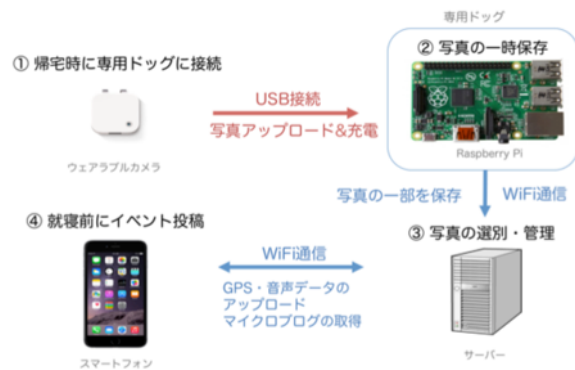 専用ドッグ
① 帰宅時に専用ドッグに接続
② 写真の一時保存
USB接続
写真アップロード&充電
ウェアラブルカメラ
Raspberry Pi
写真の一部を保存
WiFi通信
④ 就寝前にイベント投稿
③ 写真の選別・管理
WiFi通信
GPS・音声データの
アップロード
マイクロブログの取得
スマートフォン
サーバー